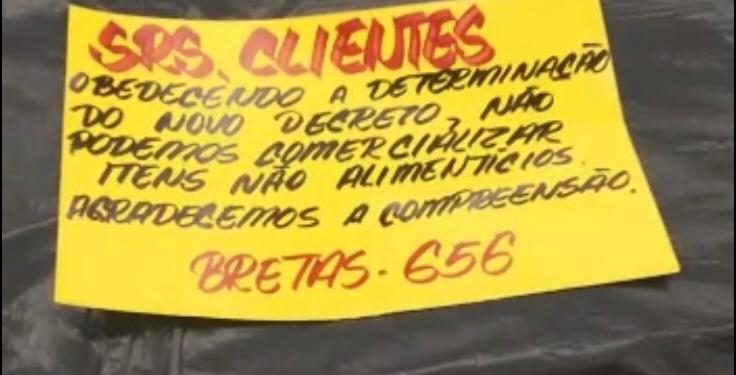 SRS. CLIENTES
OBEDECENDO A DETERMINAÇÃO
DO NOVO DECRETO, NÃO
PODEMOS COMERCIALIZAR
ITENS NÃO ALIMENTÍCIOS.
AGRADECEMOS A COMPREENSÃO.
BRETAS - 656